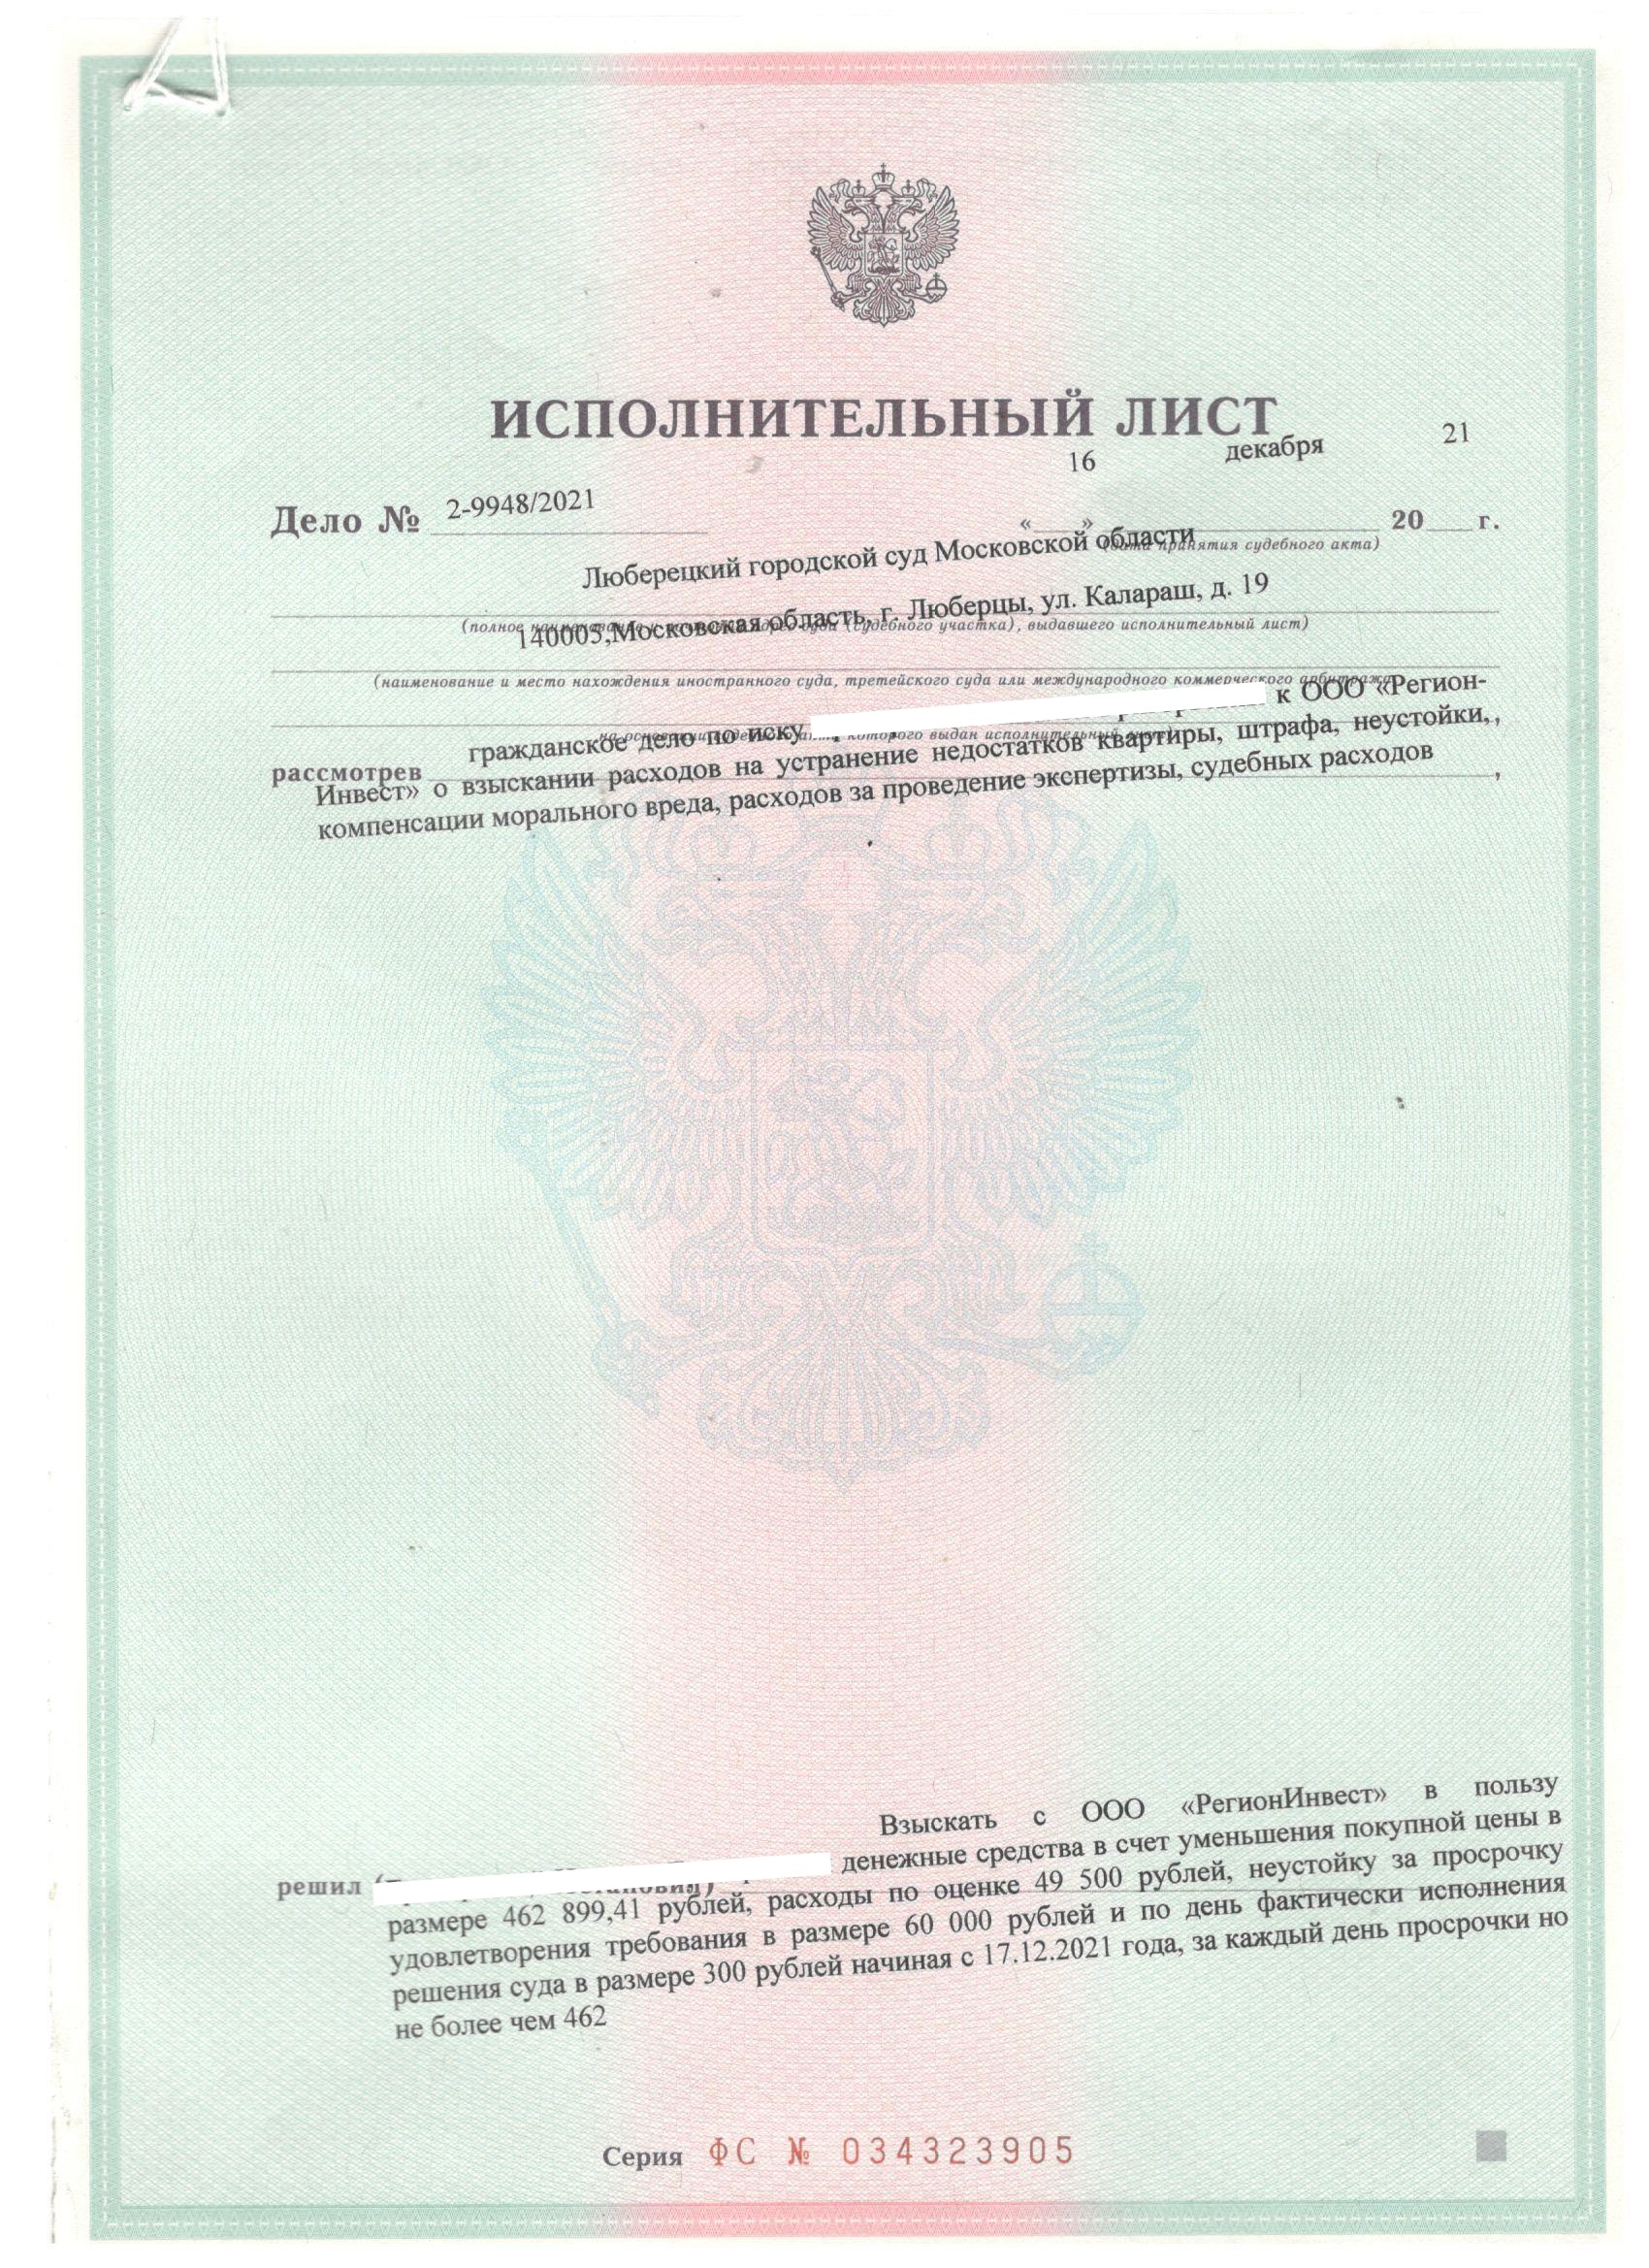 ИСПОЛНИТЕЛЬНЫЙ ЛИСТ
16 декабря 21
Дело № 2-9948/2021
« » 20 г.
(дата принятия судебного акта)
Люберецкий городской суд Московской области
140005,Московская область, г. Люберцы, ул. Калараш, д. 19
(полное наименование и адрес суда (судебного участка), выдавшего исполнительный лист)
(наименование и место нахождения иностранного суда, третейского суда или международного коммерческого арбитража
на основании которого выдан исполнительный
рассмотрев гражданское дело по иску к ООО «Регион-
Инвест» о взыскании расходов на устранение недостатков квартиры, штрафа, неустойки, ,
компенсации морального вреда, расходов за проведение экспертизы, судебных расходов ,
Взыскать с ООО «РегионИнвест» в пользу
решил ( денежные средства в счет уменьшения покупной цены в
размере 462 899,41 рублей, расходы по оценке 49 500 рублей, неустойку за просрочку
удовлетворения требования в размере 60 000 рублей и по день фактически исполнения
решения суда в размере 300 рублей начиная с 17.12.2021 года, за каждый день просрочки но
не более чем 462
Серия ФС № 034323905